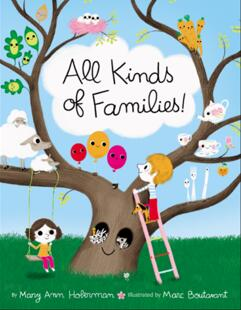 All Kinds
of Families!
By Mary Ann Hoberman Illustrated by Marc Boutavant